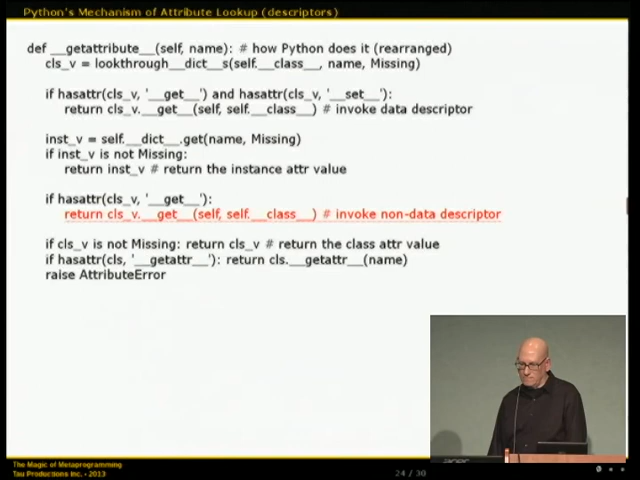 Python's Mechanism of Attribute Lookup (descriptors)
def __getattribute__(self, name): # how Python does it (rearranged)
cls_v = lookthrough__dict__s(self.__class__, name, Missing)
if hasattr(cls_v, '__get__') and hasattr(cls_v, '__set__'):
return cls_v.__get__(self, self.__class__) # invoke data descriptor
inst_v = self.__dict__.get(name, Missing)
if inst_v is not Missing:
return inst_v # return the instance attr value
if hasattr(cls_v, '__get__'):
return cls_v.__get__(self, self.__class__) # invoke non-data descriptor
if cls_v is not Missing: return cls_v # return the class attr value
if hasattr(cls, '__getattr__'): return cls.__getattr__(name)
raise AttributeError
acer
The Magic of Metaprogramming
Tau Productions Inc. - 2013
24 / 30